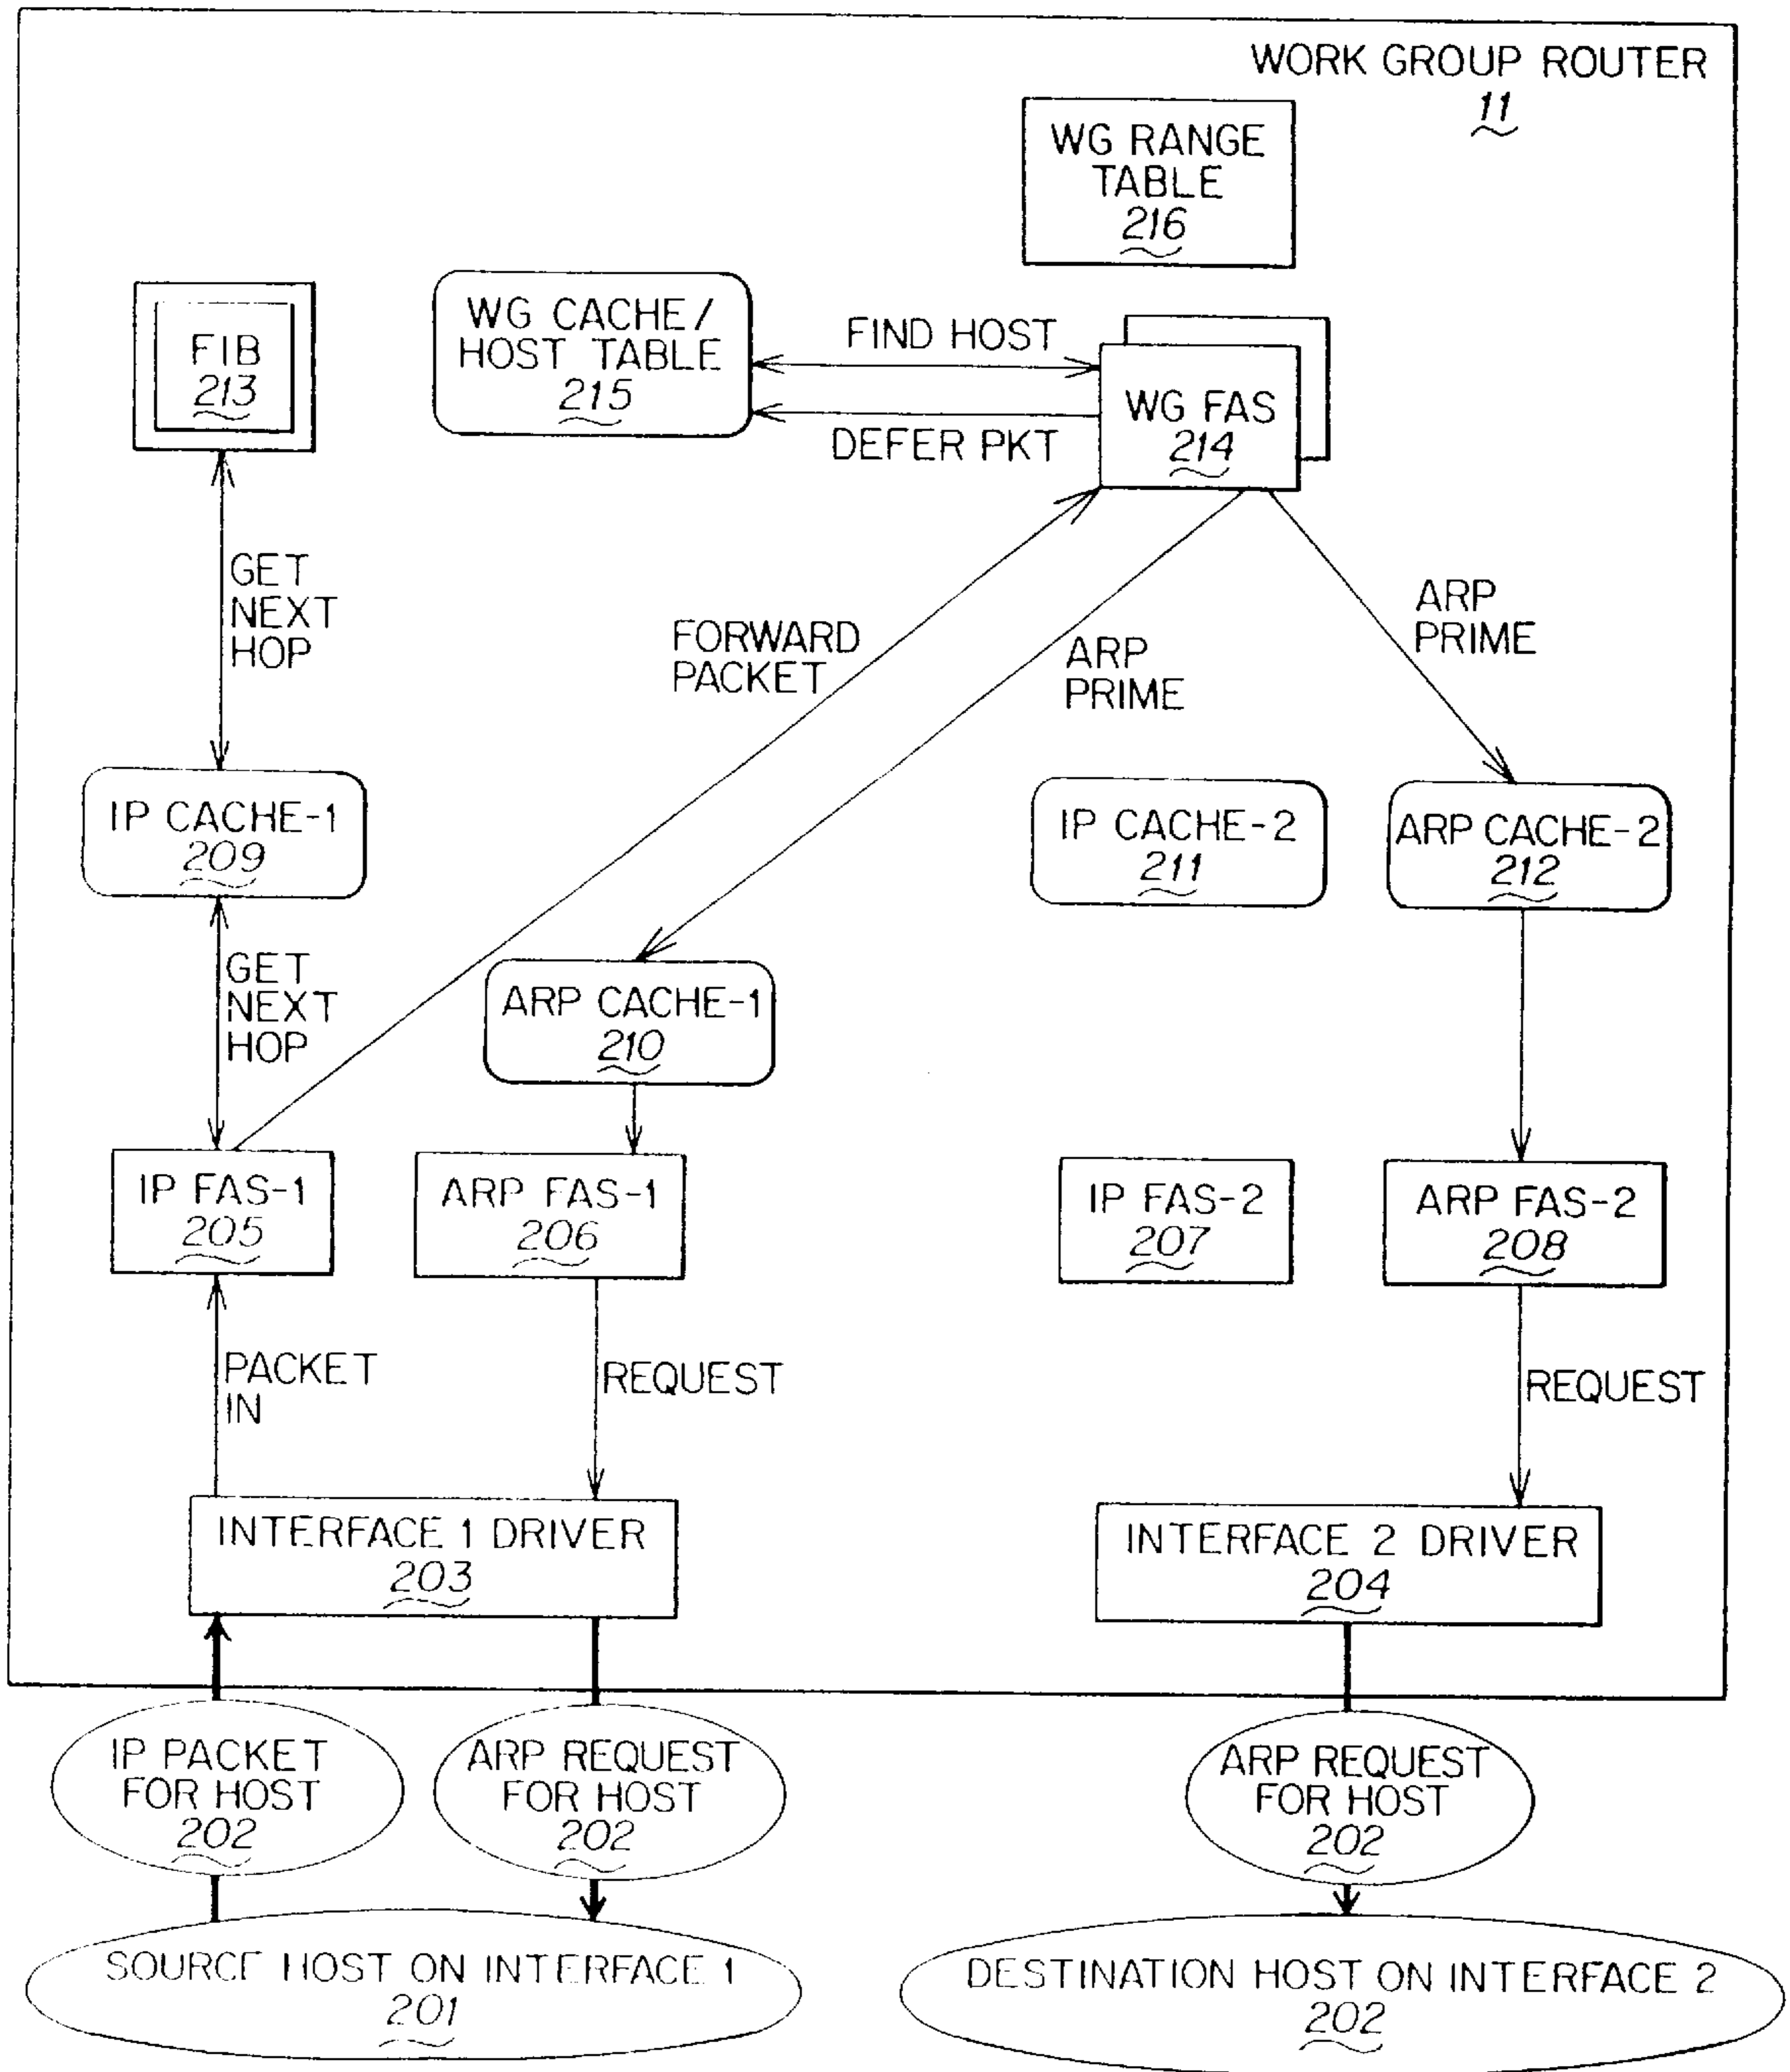 WORK GROUP ROUTER
11
WG RANGE
TABLE
216
FIB
213
WG CACHE/
HOST TABLE
215
FIND HOST
DEFER PKT
WG FAS
214
GET
NEXT
HOP
FORWARD
PACKET
ARP
PRIME
ARP
PRIME
IP CACHE-1
209
IP CACHE-2
211
ARP CACHE-2
212
GET
NEXT
HOP
ARP CACHE-1
210
IP FAS-1
205
ARP FAS-1
206
IP FAS-2
207
ARP FAS-2
208
PACKET
IN
REQUEST
REQUEST
INTERFACE 1 DRIVER
203
INTERFACE 2 DRIVER
204
IP PACKET
FOR HOST
202
ARP REQUEST
FOR HOST
202
ARP REQUEST
FOR HOST
202
SOURCE HOST ON INTERFACE 1
201
DESTINATION HOST ON INTERFACE 2
202